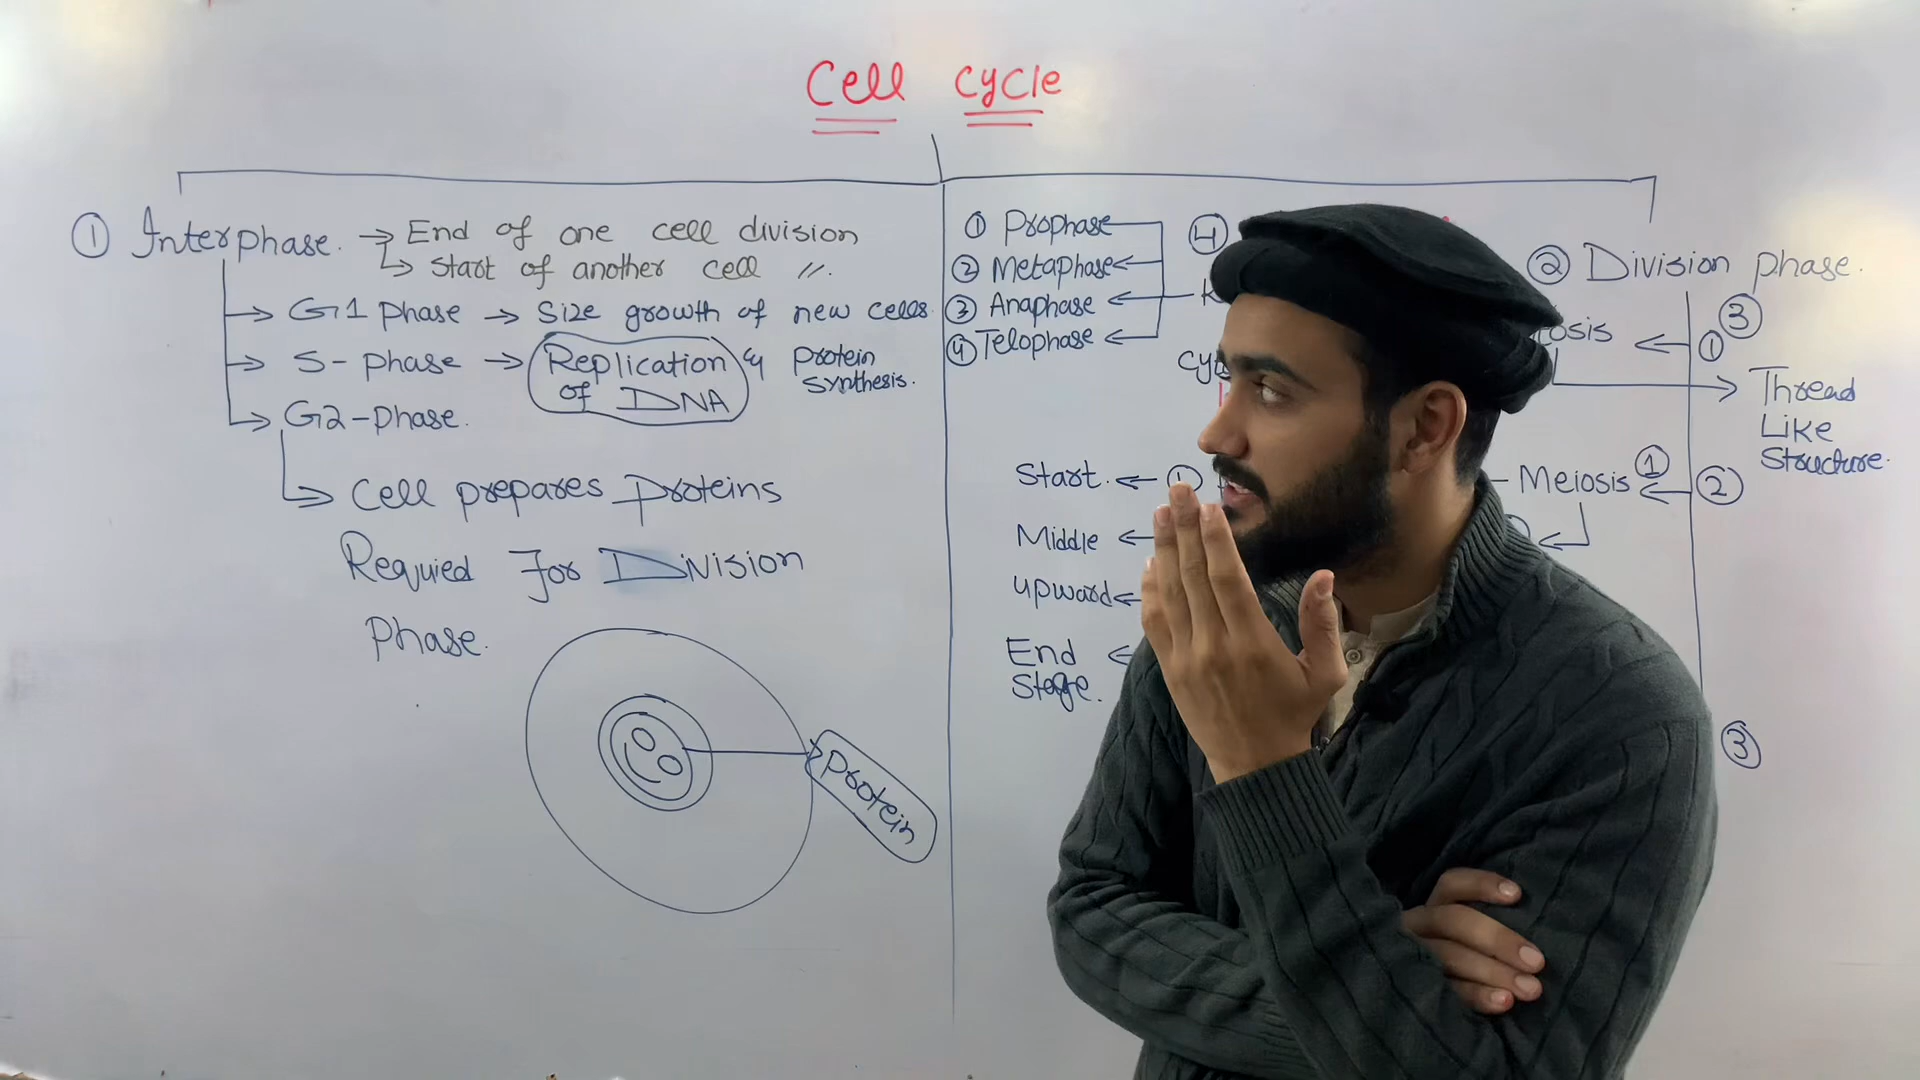 Cell cycle
① Interphase. → End of one cell division
↳ Start of another cell 〃.
→ G1 phase → Size growth of new cells.
→ S-phase → Replication of DNA & protein synthesis.
→ G2-phase.
→ Cell prepares Proteins
Requied For Division
phase.
Protein
① Prophase
② Metaphase ←
③ Anaphase ←
④ Telophase ←
④
② Division phase.
③
← ①
→ Thread
Like
Structure.
Start. ← ①
Middle ←
upward ←
End ←
Stage.
Meiosis ① ← ②
③